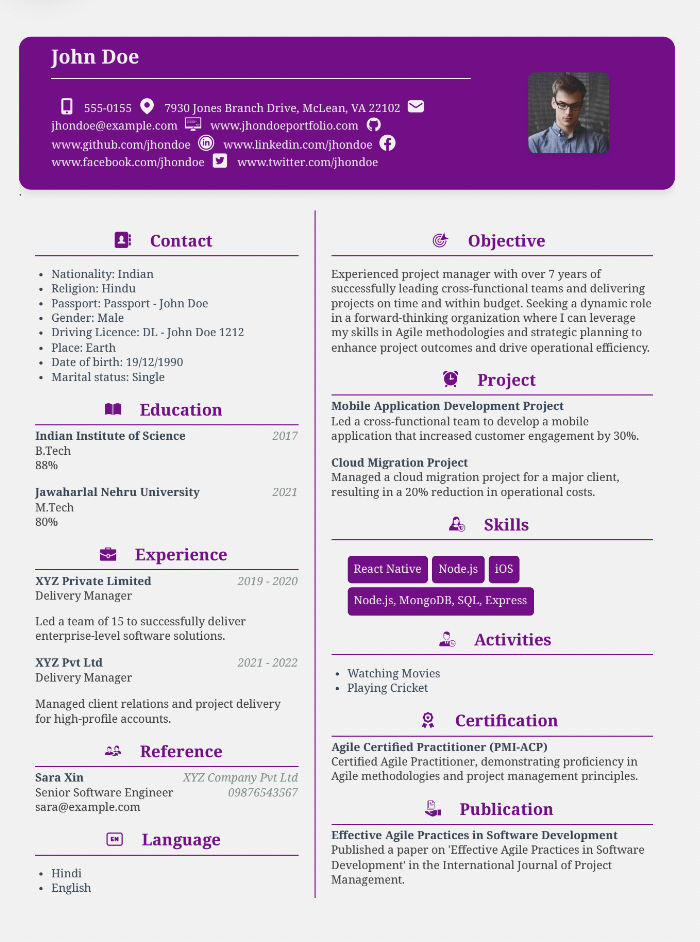 John Doe
555-0155 7930 Jones Branch Drive, McLean, VA 22102
jhondoe@example.com www.jhondoeportfolio.com
www.github.com/jhondoe www.linkedin.com/jhondoe
www.facebook.com/jhondoe www.twitter.com/jhondoe
.
Contact
• Nationality: Indian
• Religion: Hindu
• Passport: Passport - John Doe
• Gender: Male
• Driving Licence: DL - John Doe 1212
• Place: Earth
• Date of birth: 19/12/1990
• Marital status: Single
Education
Indian Institute of Science 2017
B.Tech
88%
Jawaharlal Nehru University 2021
M.Tech
80%
Experience
XYZ Private Limited 2019 - 2020
Delivery Manager
Led a team of 15 to successfully deliver
enterprise-level software solutions.
XYZ Pvt Ltd 2021 - 2022
Delivery Manager
Managed client relations and project delivery
for high-profile accounts.
Reference
Sara Xin XYZ Company Pvt Ltd
Senior Software Engineer 09876543567
sara@example.com
EN Language
• Hindi
• English
Objective
Experienced project manager with over 7 years of
successfully leading cross-functional teams and delivering
projects on time and within budget. Seeking a dynamic role
in a forward-thinking organization where I can leverage
my skills in Agile methodologies and strategic planning to
enhance project outcomes and drive operational efficiency.
Project
Mobile Application Development Project
Led a cross-functional team to develop a mobile
application that increased customer engagement by 30%.
Cloud Migration Project
Managed a cloud migration project for a major client,
resulting in a 20% reduction in operational costs.
Skills
React Native Node.js iOS
Node.js, MongoDB, SQL, Express
Activities
• Watching Movies
• Playing Cricket
Certification
Agile Certified Practitioner (PMI-ACP)
Certified Agile Practitioner, demonstrating proficiency in
Agile methodologies and project management principles.
Publication
Effective Agile Practices in Software Development
Published a paper on 'Effective Agile Practices in Software
Development' in the International Journal of Project
Management.